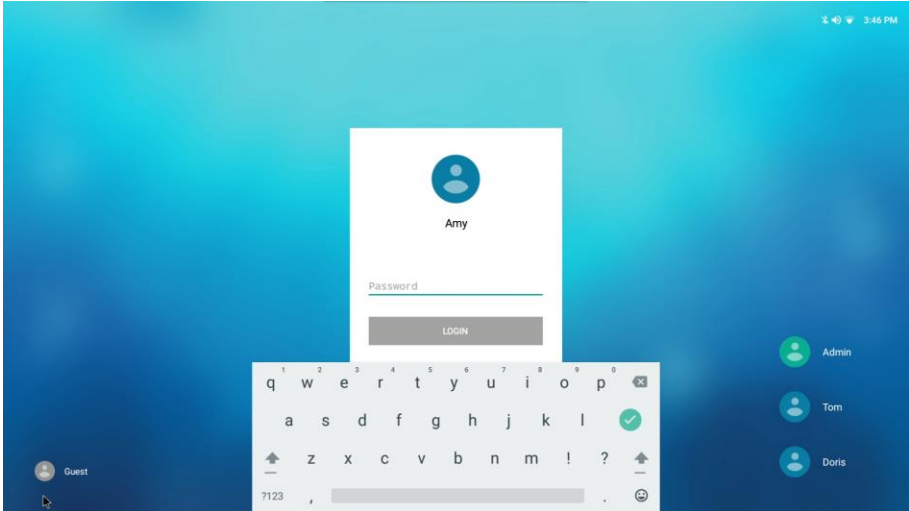 3:46 PM
Amy
Password
LOGIN
Admin
Tom
Doris
Guest
1 2 3 4 5 6 7 8 9 0
q w e r t y u i o p
a s d f g h j k l
z x c v b n m ! ?
?123 , .